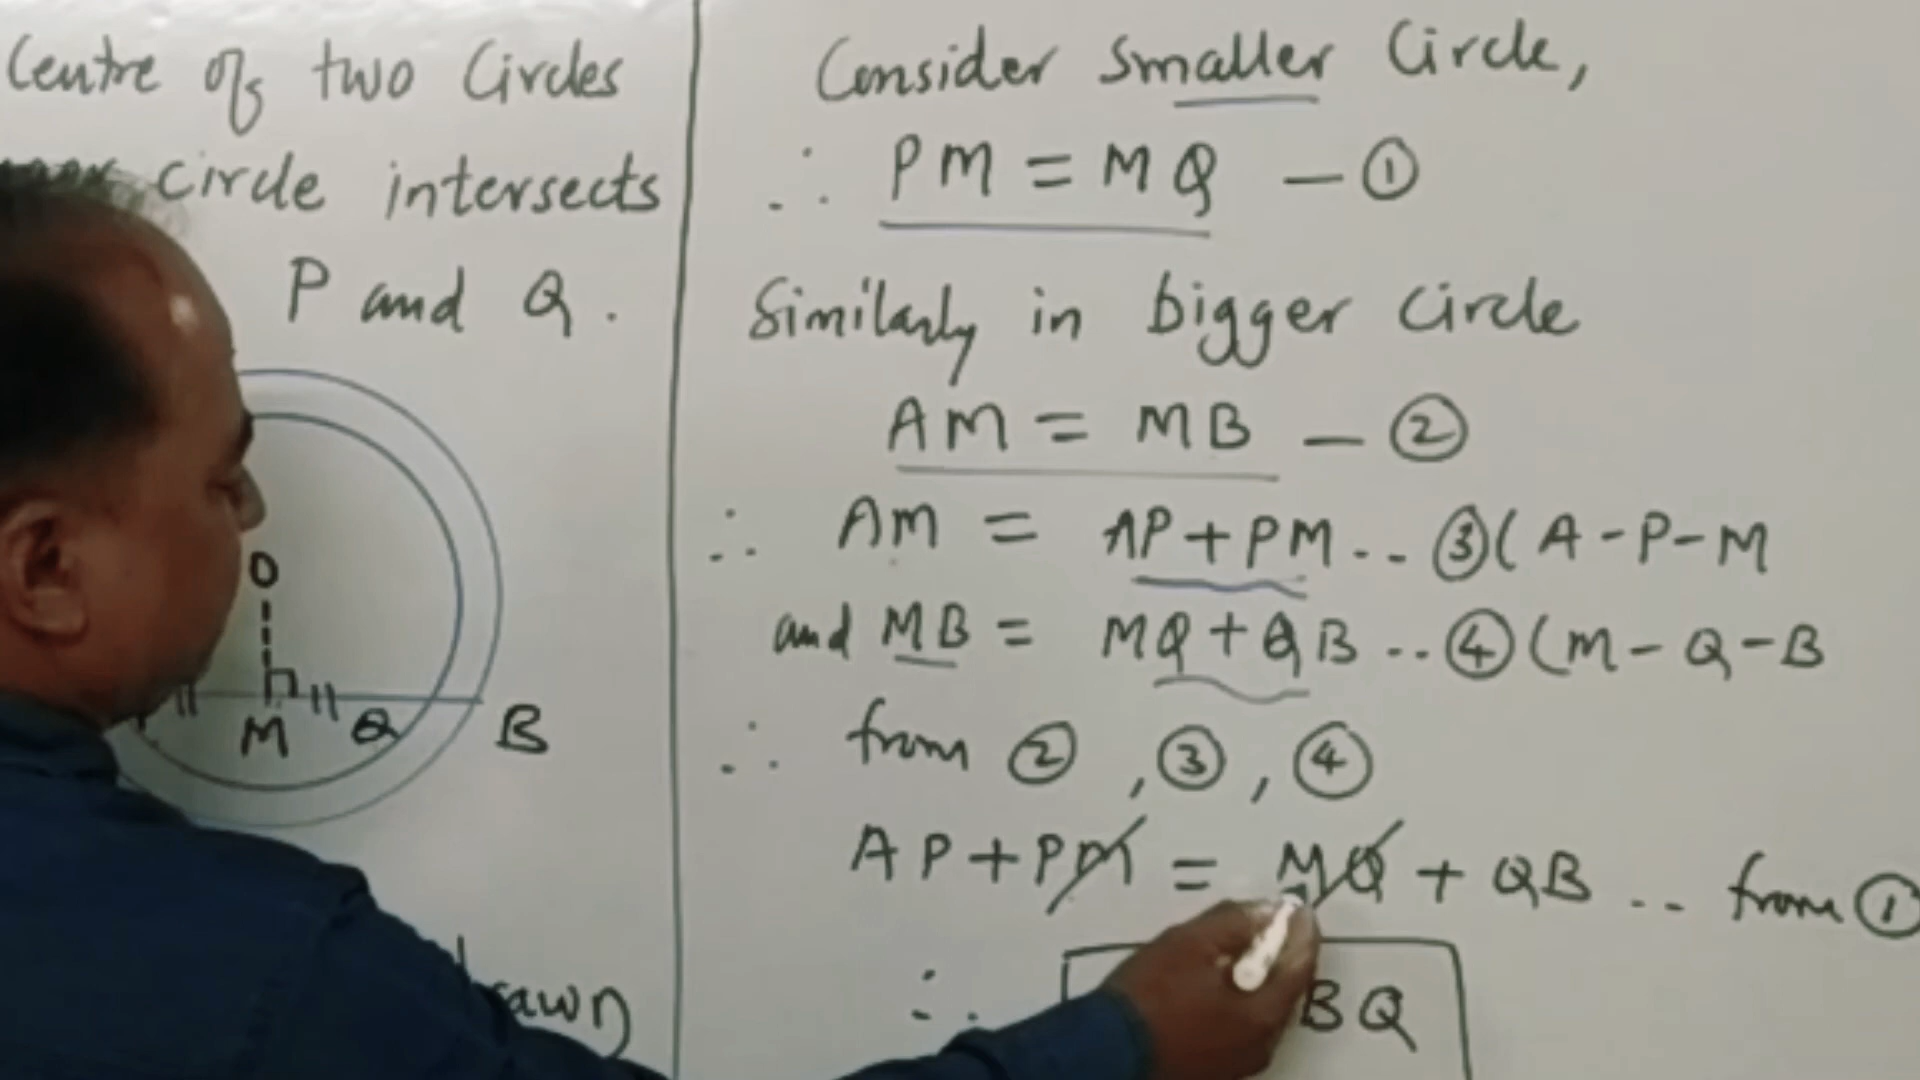 Centre of two Circles
circle intersects
P and Q.
O
M Q B
Consider Smaller Circle,
∴ PM = MQ — ①
Similarly in bigger circle
AM = MB — ②
∴ AM = AP + PM -- ③ (A - P - M
and MB = MQ + QB -- ④ (M - Q - B
∴ from ②, ③, ④
AP + PM = MQ + QB -- from ①
∴ BQ